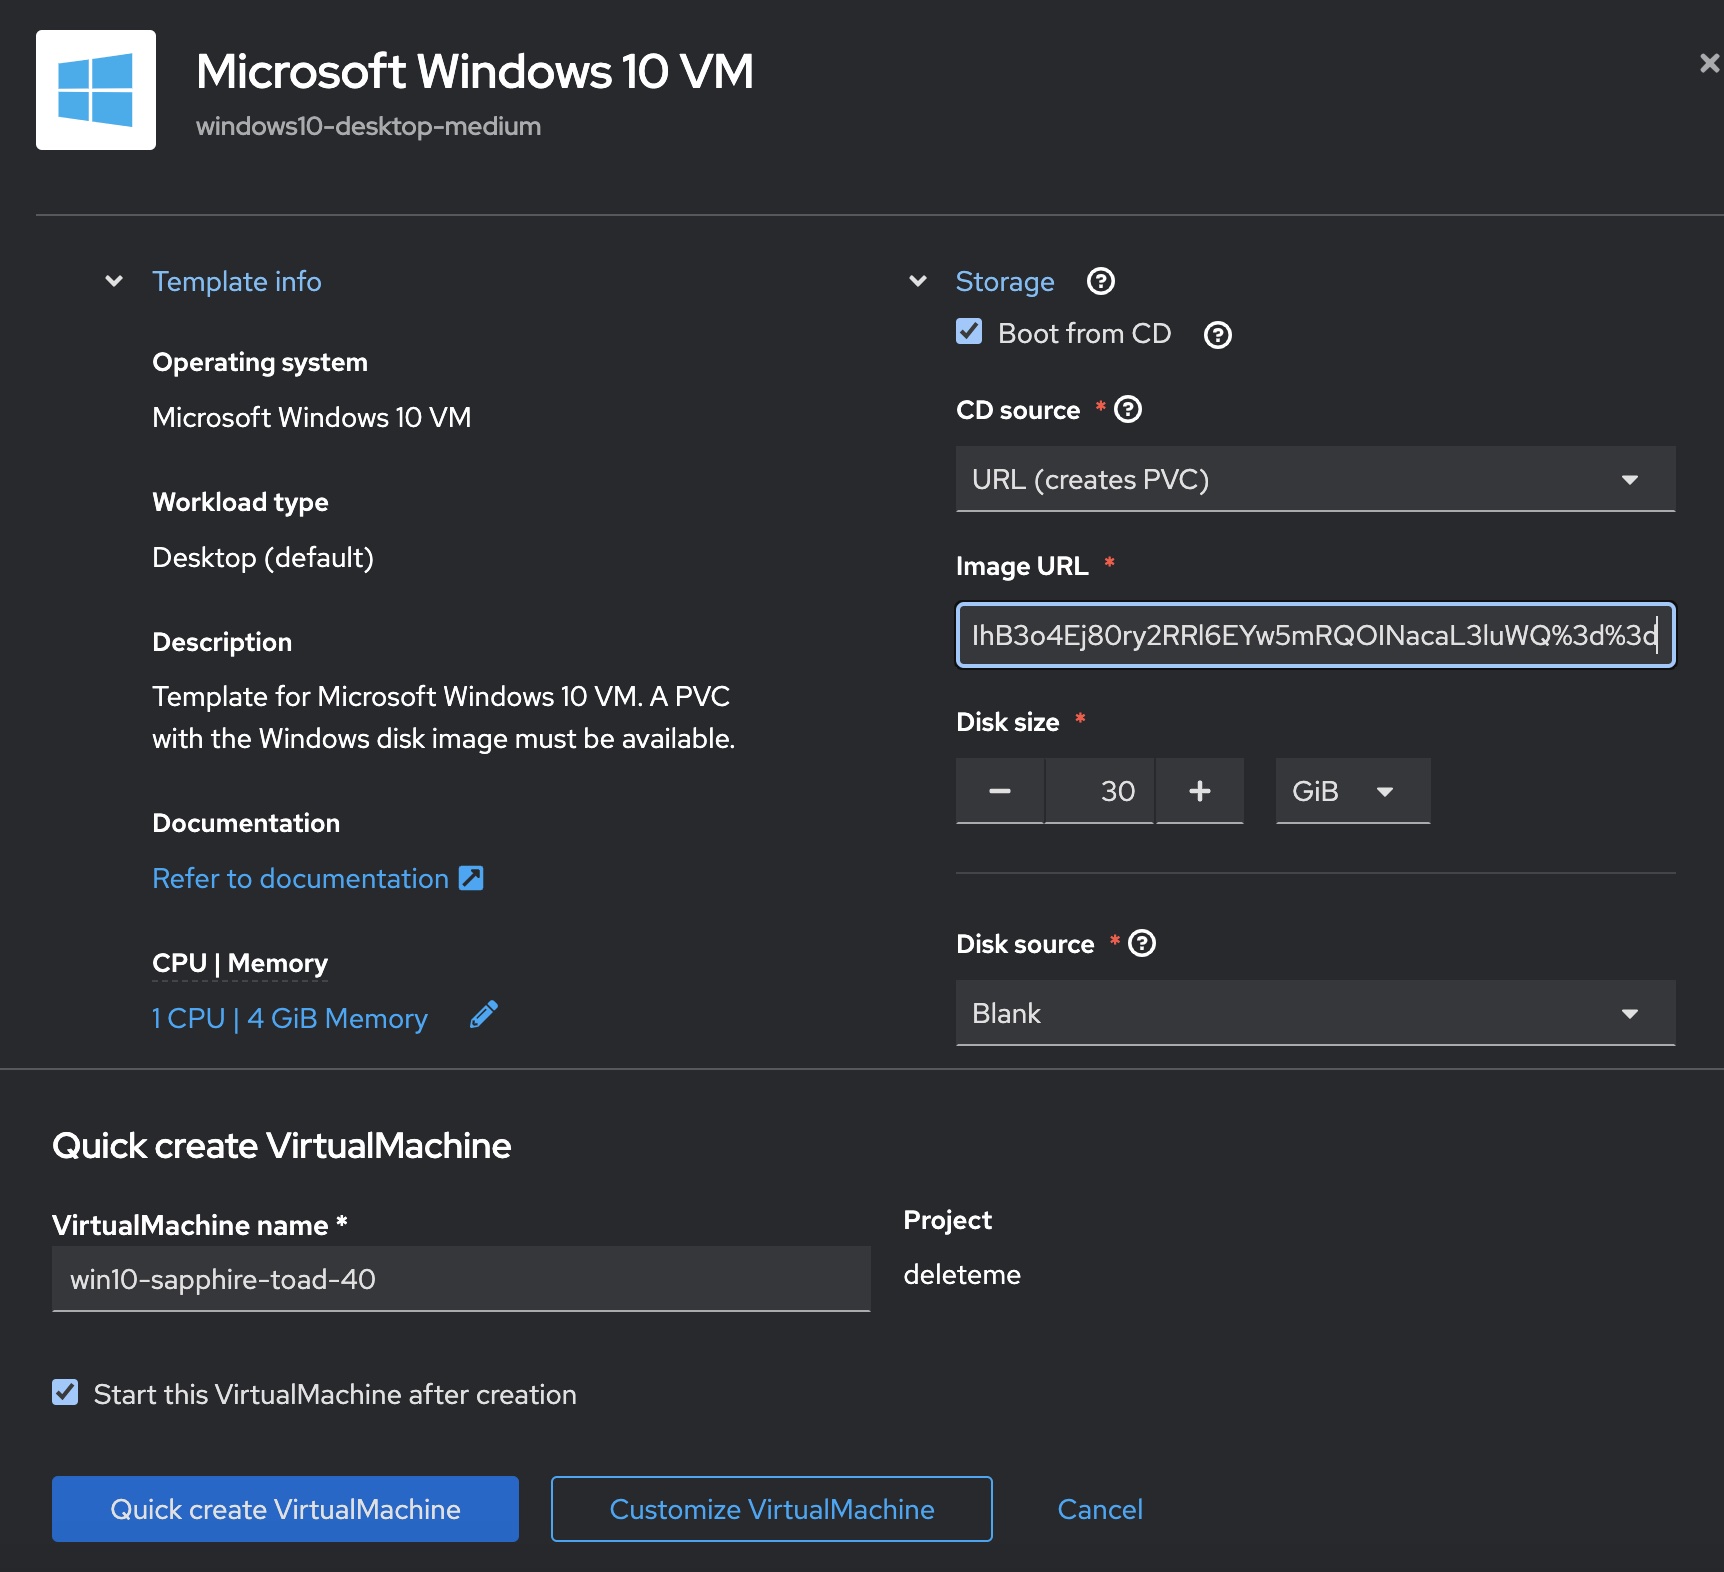 Microsoft Windows 10 VM
windows10-desktop-medium
Template info
Operating system
Microsoft Windows 10 VM
Workload type
Desktop (default)
Description
Template for Microsoft Windows 10 VM. A PVC
with the Windows disk image must be available.
Documentation
Refer to documentation
CPU | Memory
1 CPU | 4 GiB Memory
Storage
Boot from CD
CD source *
URL (creates PVC)
Image URL *
IhB3o4Ej80ry2RRl6EYw5mRQOINacaL3luWQ%3d%3d
Disk size *
30
GiB
Disk source *
Blank
Quick create VirtualMachine
VirtualMachine name *
win10-sapphire-toad-40
Project
deleteme
Start this VirtualMachine after creation
Quick create VirtualMachine
Customize VirtualMachine
Cancel